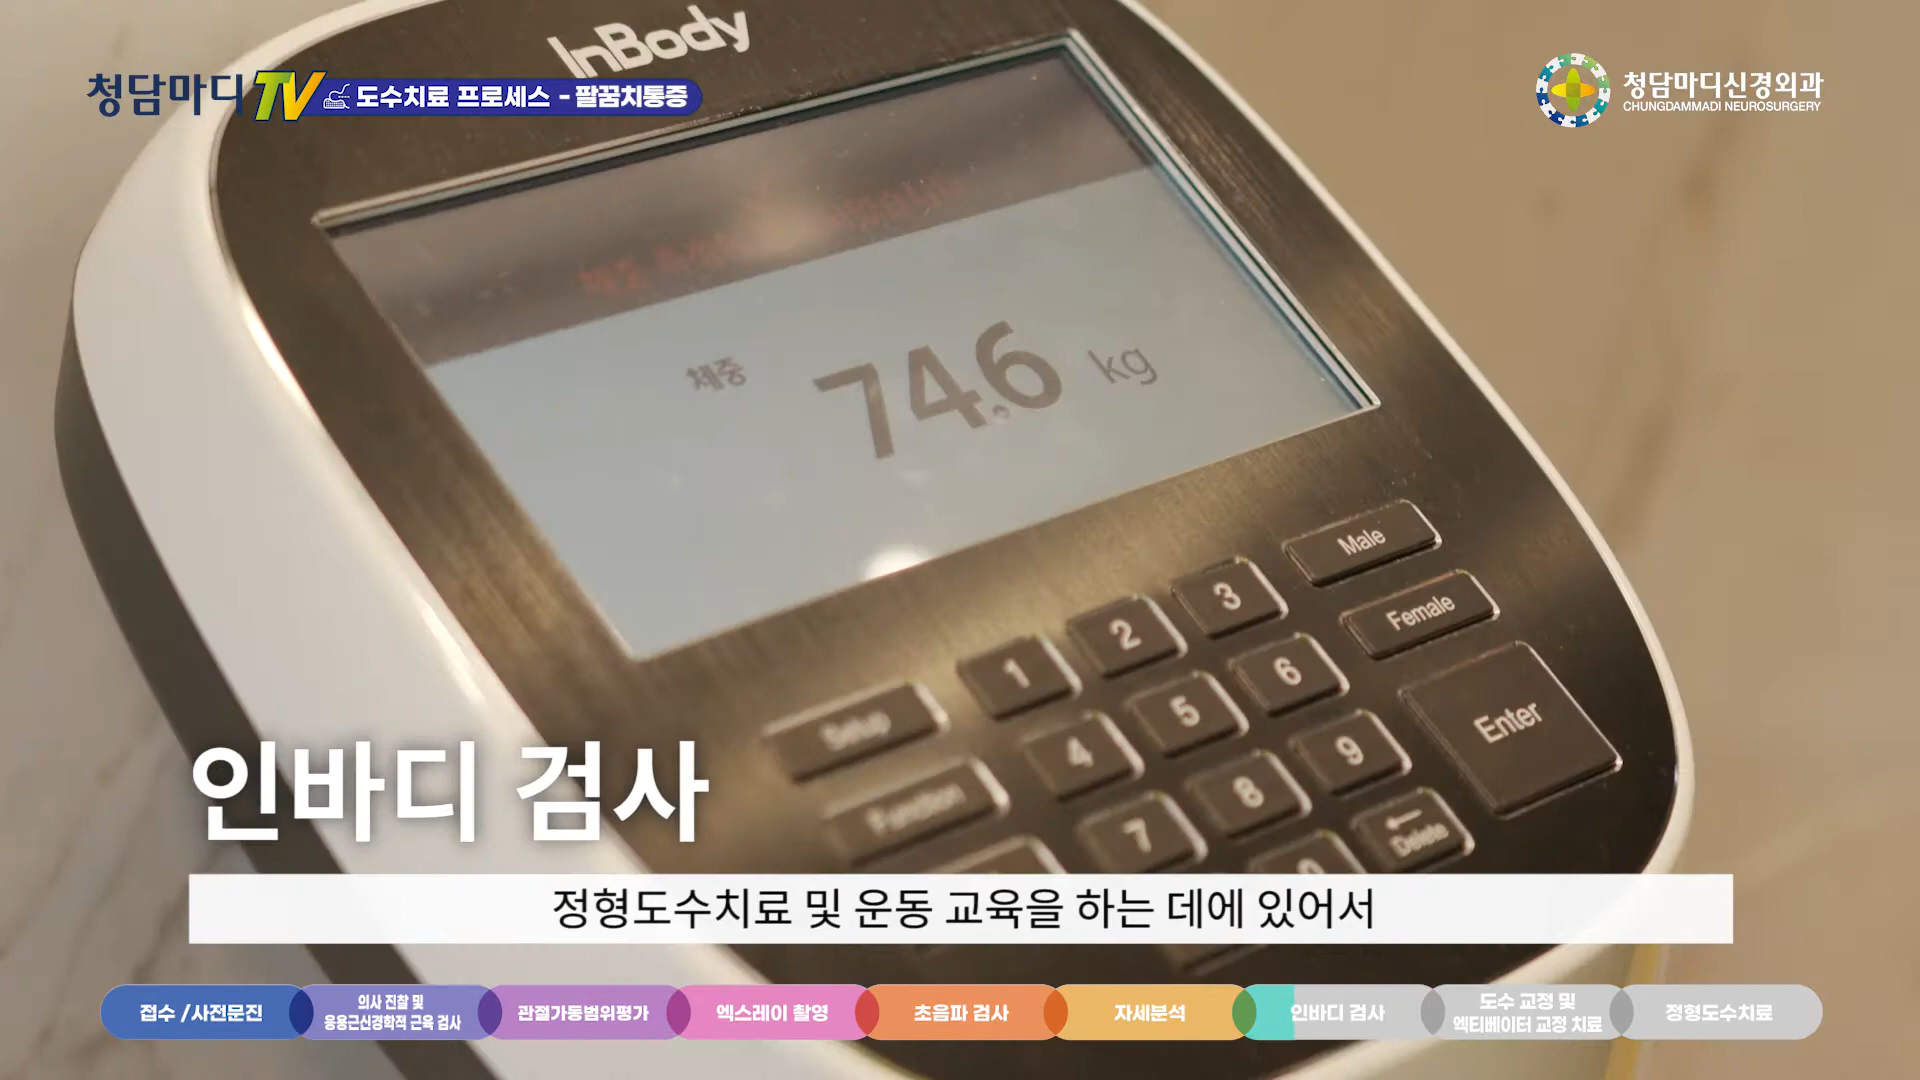 InBody
청담마디TV 도수치료 프로세스 - 팔꿈치통증
청담마디신경외과
CHUNGDAMMADI NEUROSURGERY
체중 74.6 kg
Male
Female
Enter
1 2 3
4 5 6
7 8 9
0
Setup
Function
Delete
인바디 검사
정형도수치료 및 운동 교육을 하는 데에 있어서
접수 /사전문진
의사 진찰 및
응용근신경학적 근육 검사
관절가동범위평가
엑스레이 촬영
초음파 검사
자세분석
인바디 검사
도수 교정 및
엑티베이터 교정 치료
정형도수치료